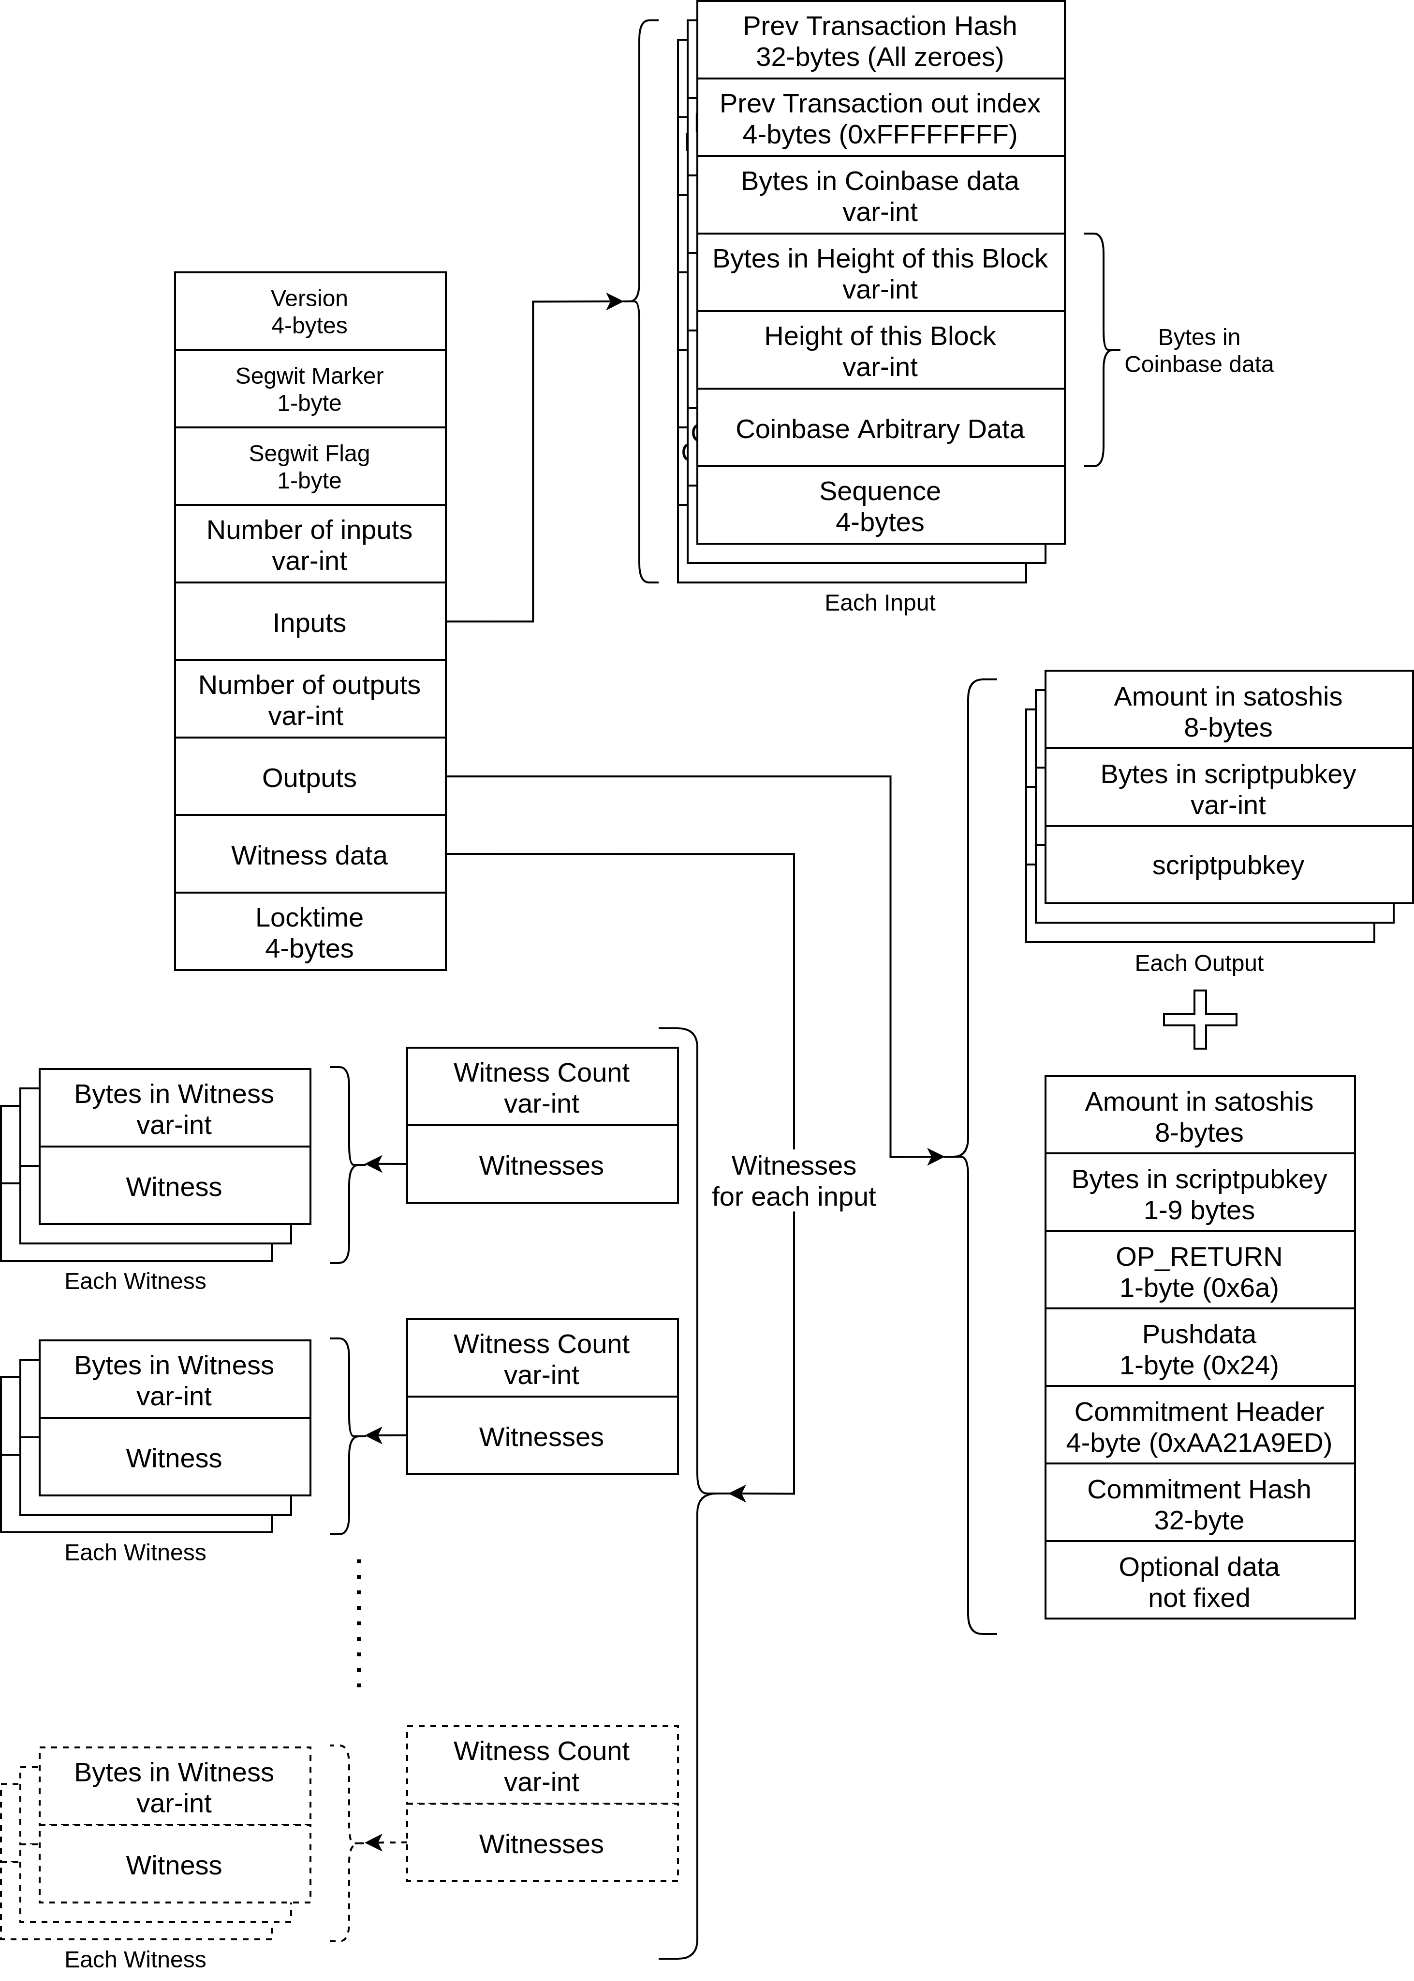 Prev Transaction Hash
32-bytes (All zeroes)
Prev Transaction out index
4-bytes (0xFFFFFFFF)
Bytes in Coinbase data
var-int
Bytes in Height of this Block
var-int
Height of this Block
var-int
Coinbase Arbitrary Data
Sequence
4-bytes
Each Input
Bytes in
Coinbase data
Version
4-bytes
Segwit Marker
1-byte
Segwit Flag
1-byte
Number of inputs
var-int
Inputs
Number of outputs
var-int
Outputs
Witness data
Locktime
4-bytes
Amount in satoshis
8-bytes
Bytes in scriptpubkey
var-int
scriptpubkey
Each Output
Amount in satoshis
8-bytes
Bytes in scriptpubkey
1-9 bytes
OP_RETURN
1-byte (0x6a)
Pushdata
1-byte (0x24)
Commitment Header
4-byte (0xAA21A9ED)
Commitment Hash
32-byte
Optional data
not fixed
Witnesses
for each input
Witness Count
var-int
Witnesses
Bytes in Witness
var-int
Witness
Each Witness
Witness Count
var-int
Witnesses
Bytes in Witness
var-int
Witness
Each Witness
Witness Count
var-int
Witnesses
Bytes in Witness
var-int
Witness
Each Witness